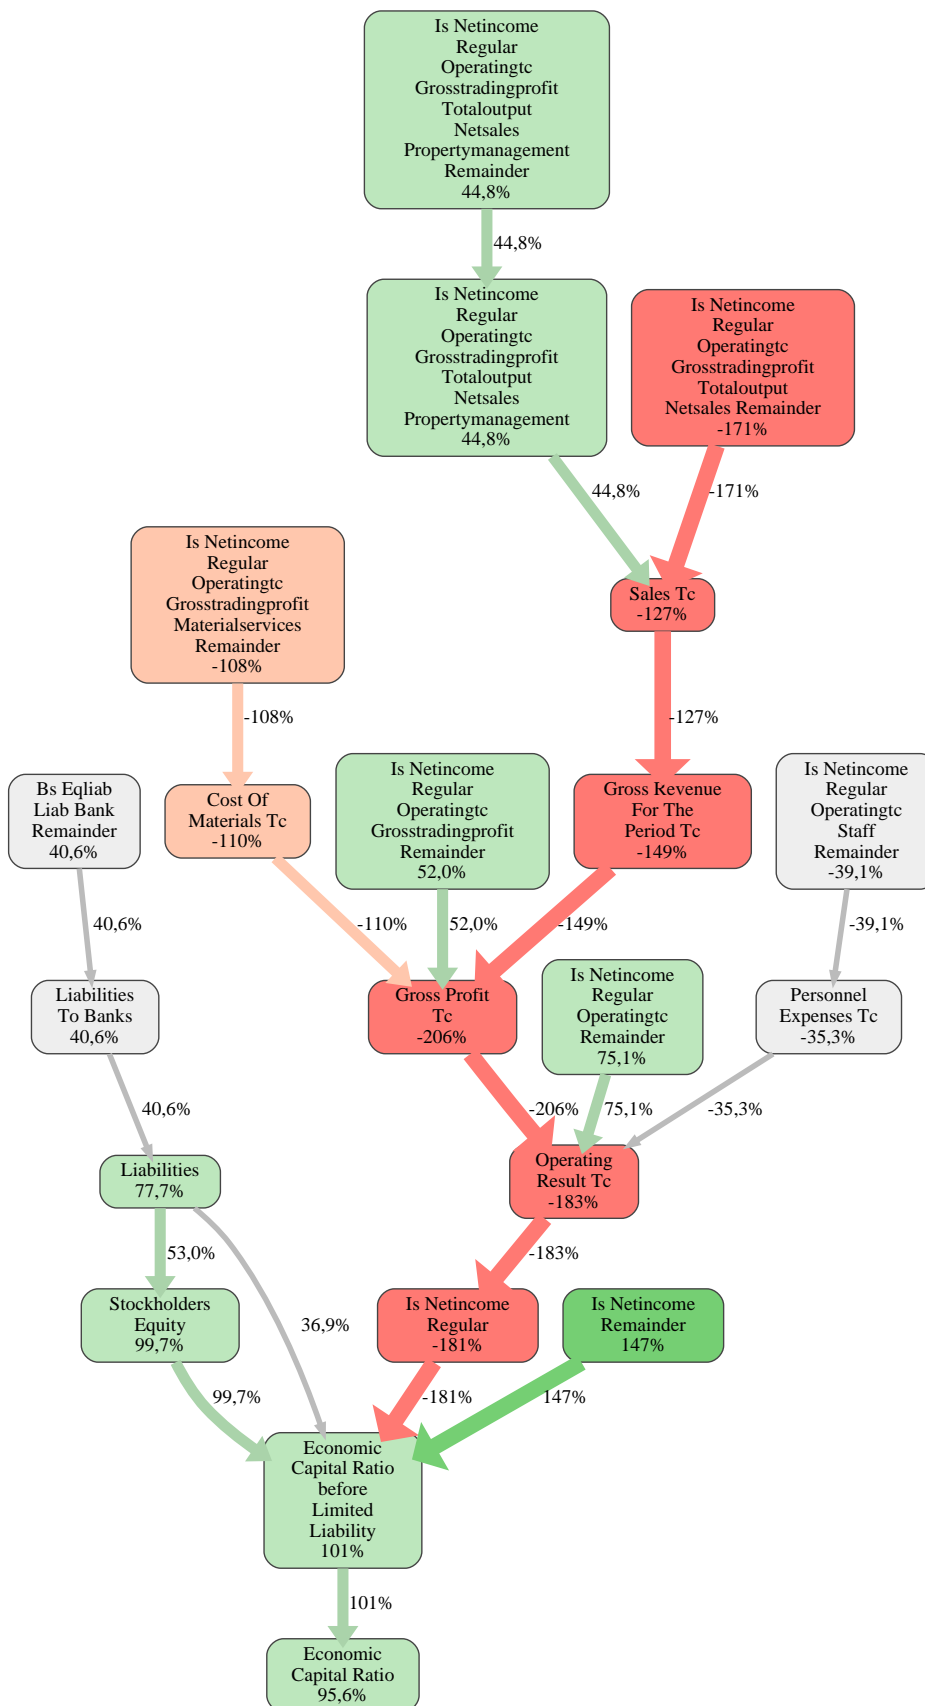 Is Netincome
Regular
Operatingtc
Grosstradingprofit
Totaloutput
Netsales
Propertymanagement
Remainder
44,8%
44,8%
Is Netincome
Regular
Operatingtc
Grosstradingprofit
Totaloutput
Netsales
Propertymanagement
44,8%
Is Netincome
Regular
Operatingtc
Grosstradingprofit
Totaloutput
Netsales Remainder
-171%
44,8%
-171%
Is Netincome
Regular
Operatingtc
Grosstradingprofit
Materialservices
Remainder
-108%
Sales Tc
-127%
-108%
-127%
Bs Eqliab
Liab Bank
Remainder
40,6%
Cost Of
Materials Tc
-110%
Is Netincome
Regular
Operatingtc
Grosstradingprofit
Remainder
52,0%
Gross Revenue
For The
Period Tc
-149%
Is Netincome
Regular
Operatingtc
Staff
Remainder
-39,1%
40,6%
-110%
52,0%
-149%
-39,1%
Liabilities
To Banks
40,6%
Gross Profit
Tc
-206%
Is Netincome
Regular
Operatingtc
Remainder
75,1%
Personnel
Expenses Tc
-35,3%
40,6%
-206%
75,1%
-35,3%
Liabilities
77,7%
Operating
Result Tc
-183%
53,0%
36,9%
-183%
Stockholders
Equity
99,7%
Is Netincome
Regular
-181%
Is Netincome
Remainder
147%
99,7%
-181%
147%
Economic
Capital Ratio
before
Limited
Liability
101%
101%
Economic
Capital Ratio
95,6%